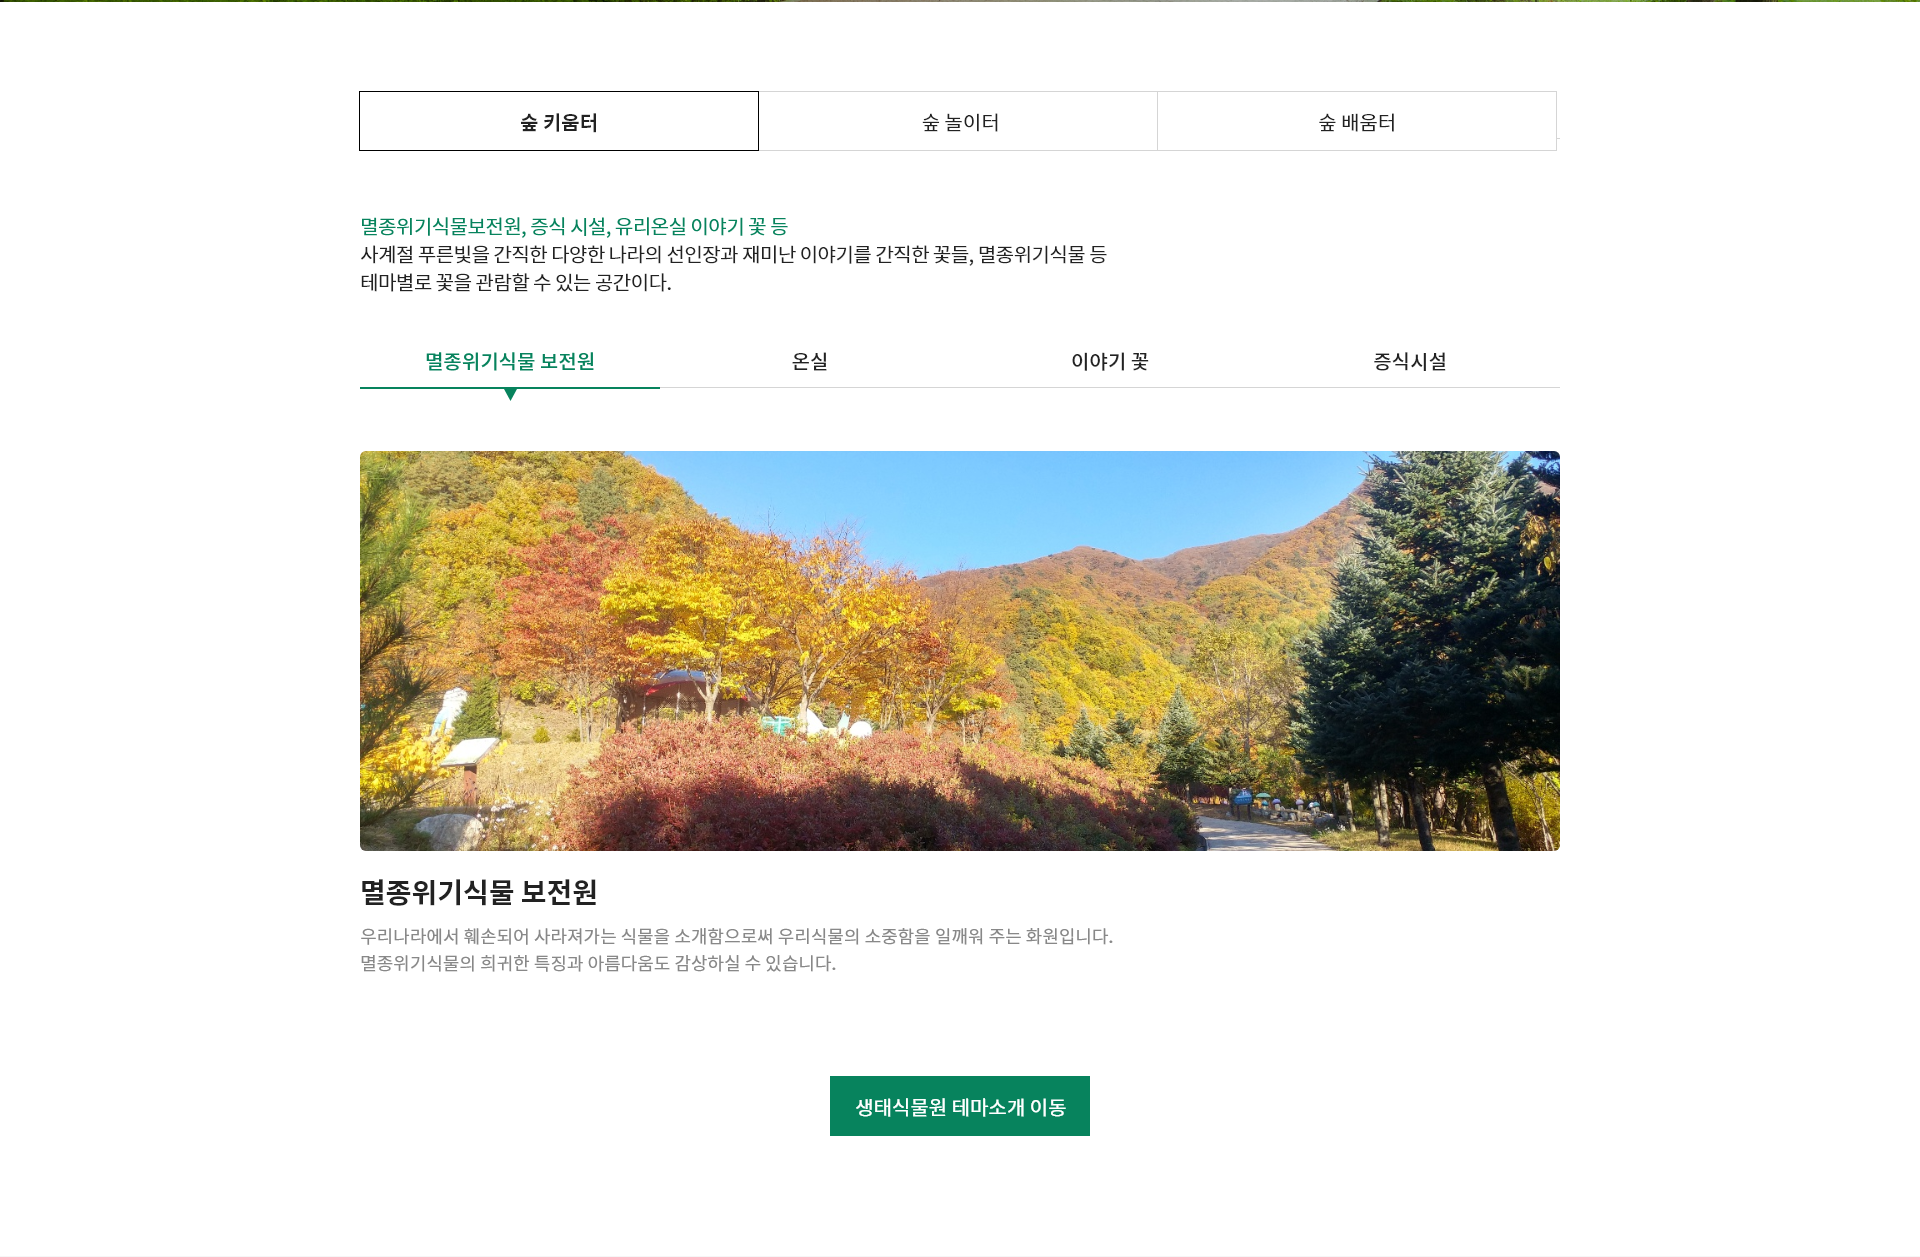 숲 키움터
숲 놀이터
숲 배움터
멸종위기식물보전원, 증식 시설, 유리온실 이야기 꽃 등
사계절 푸른빛을 간직한 다양한 나라의 선인장과 재미난 이야기를 간직한 꽃들, 멸종위기식물 등
테마별로 꽃을 관람할 수 있는 공간이다.
멸종위기식물 보전원
온실
이야기 꽃
증식시설
멸종위기식물 보전원
우리나라에서 훼손되어 사라져가는 식물을 소개함으로써 우리식물의 소중함을 일깨워 주는 화원입니다.
멸종위기식물의 희귀한 특징과 아름다움도 감상하실 수 있습니다.
생태식물원 테마소개 이동